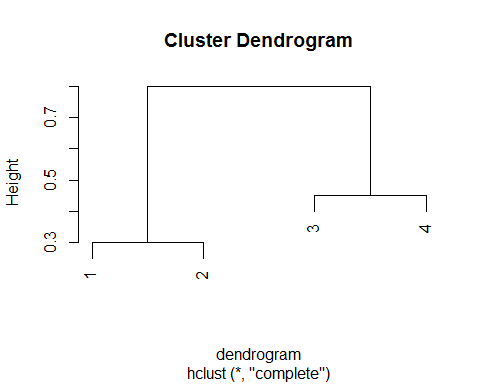 Cluster Dendrogram
Height
0.7
0.5
0.3
1
2
3
4
dendrogram
hclust (*, "complete")